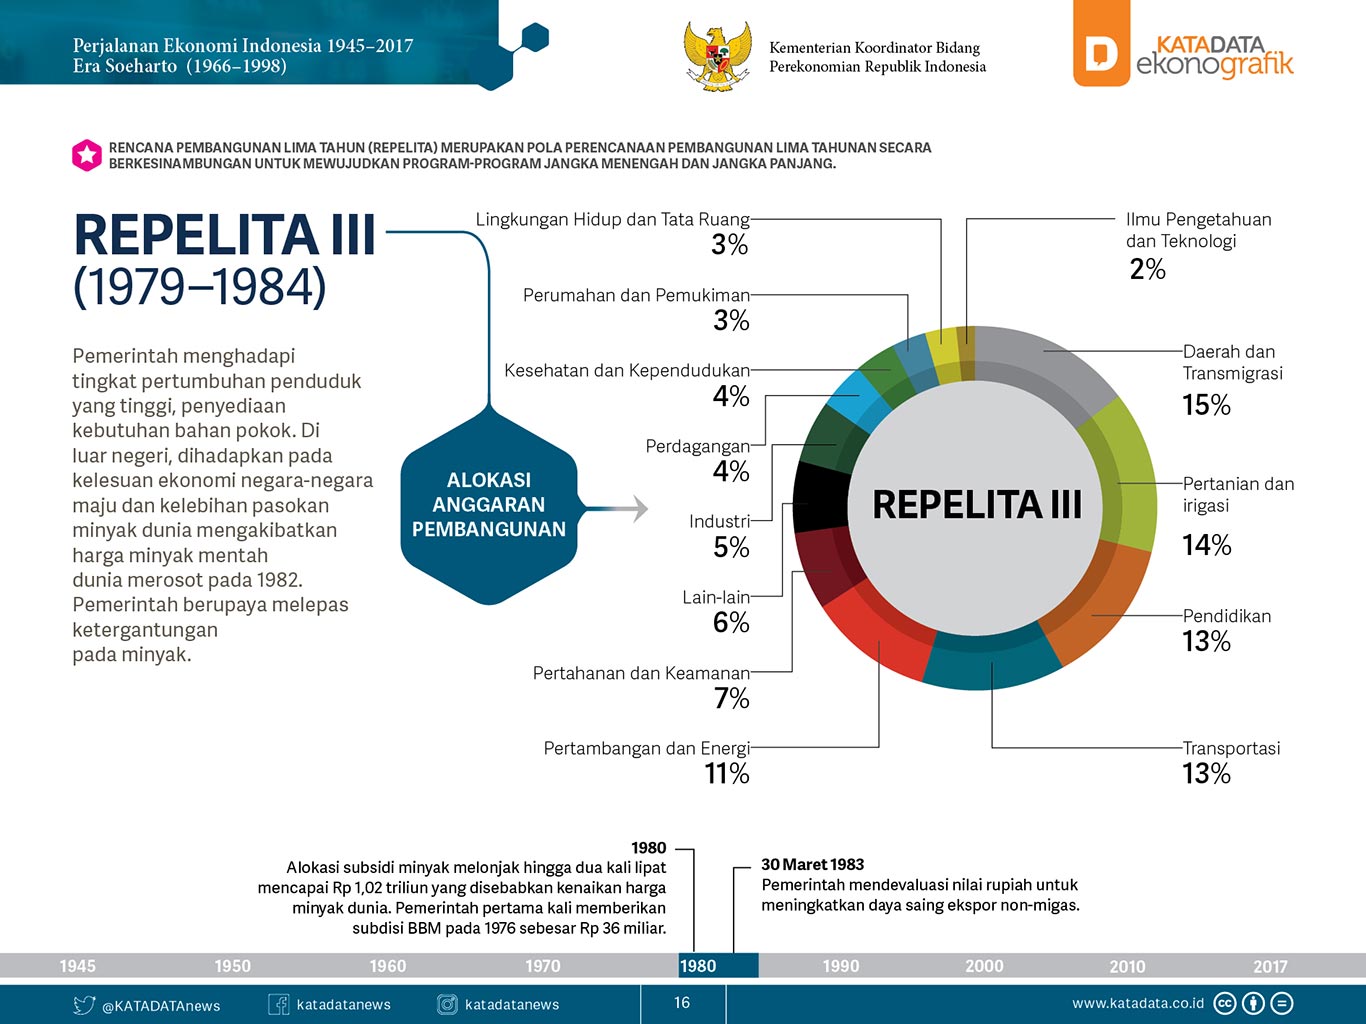 Perjalanan Ekonomi Indonesia 1945–2017
Era Soeharto (1966–1998)
Kementerian Koordinator Bidang
Perekonomian Republik Indonesia
D
KATADATA
ekonografik
RENCANA PEMBANGUNAN LIMA TAHUN (REPELITA) MERUPAKAN POLA PERENCANAAN PEMBANGUNAN LIMA TAHUNAN SECARA
BERKESINAMBUNGAN UNTUK MEWUJUDKAN PROGRAM-PROGRAM JANGKA MENENGAH DAN JANGKA PANJANG.
REPELITA III
(1979–1984)
Pemerintah menghadapi
tingkat pertumbuhan penduduk
yang tinggi, penyediaan
kebutuhan bahan pokok. Di
luar negeri, dihadapkan pada
kelesuan ekonomi negara-negara
maju dan kelebihan pasokan
minyak dunia mengakibatkan
harga minyak mentah
dunia merosot pada 1982.
Pemerintah berupaya melepas
ketergantungan
pada minyak.
ALOKASI
ANGGARAN
PEMBANGUNAN
Lingkungan Hidup dan Tata Ruang
3%
Perumahan dan Pemukiman
3%
Kesehatan dan Kependudukan
4%
Perdagangan
4%
Industri
5%
Lain-lain
6%
Pertahanan dan Keamanan
7%
Pertambangan dan Energi
11%
REPELITA III
Ilmu Pengetahuan
dan Teknologi
2%
Daerah dan
Transmigrasi
15%
Pertanian dan
irigasi
14%
Pendidikan
13%
Transportasi
13%
1980
Alokasi subsidi minyak melonjak hingga dua kali lipat
mencapai Rp 1,02 triliun yang disebabkan kenaikan harga
minyak dunia. Pemerintah pertama kali memberikan
subdisi BBM pada 1976 sebesar Rp 36 miliar.
30 Maret 1983
Pemerintah mendevaluasi nilai rupiah untuk
meningkatkan daya saing ekspor non-migas.
1945 1950 1960 1970 1980 1990 2000 2010 2017
@KATADATAnews katadatanews katadatanews 16 www.katadata.co.id cc